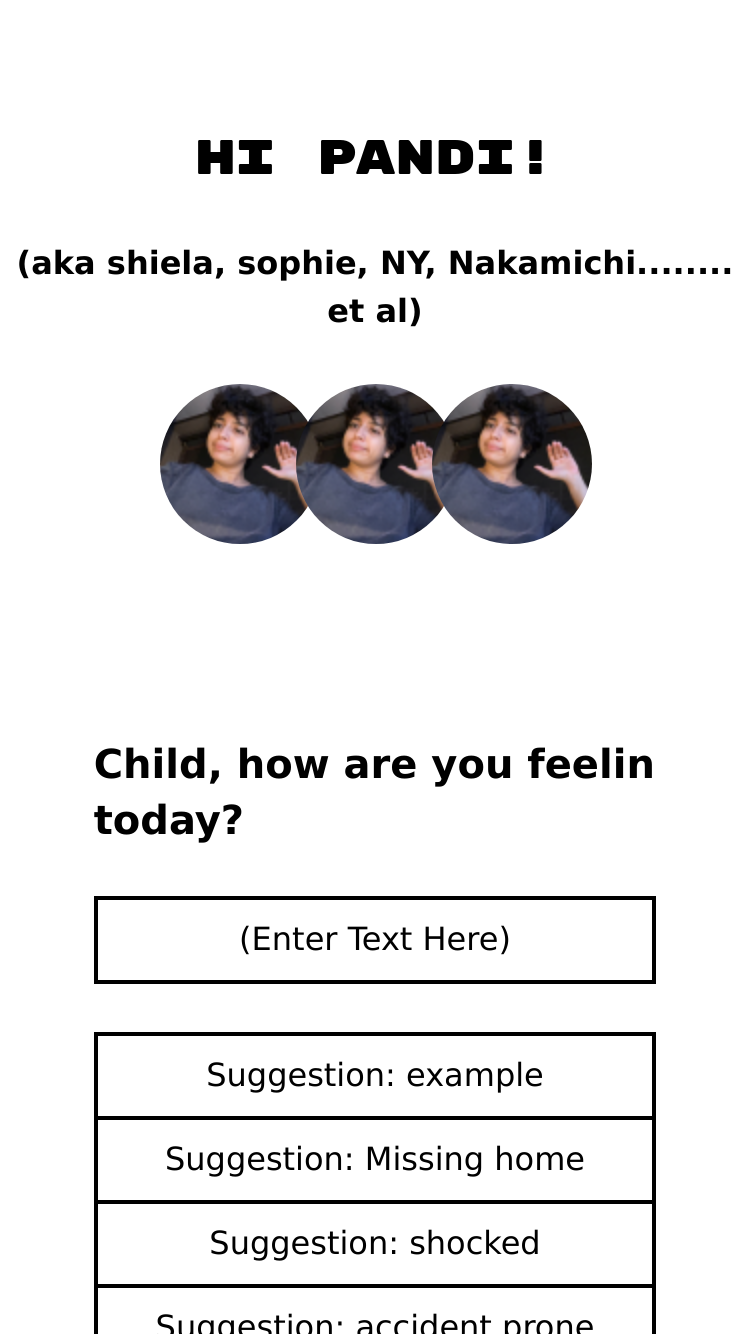 HI PANDI!
(aka shiela, sophie, NY, Nakamichi........
et al)
Child, how are you feelin
today?
(Enter Text Here)
Suggestion: example
Suggestion: Missing home
Suggestion: shocked
Suggestion: accident prone